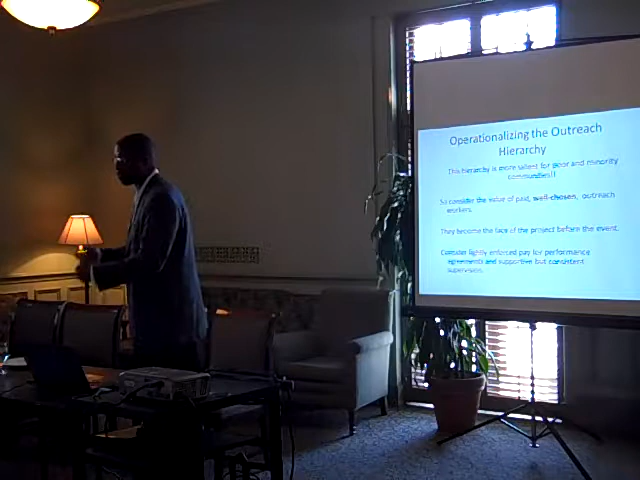 Operationalizing the Outreach
Hierarchy
This hierarchy is more salient for poor and minority
communities!!
So consider the value of paid, well-chosen, outreach
workers.
They become the face of the project before the event.
Consider tightly enforced pay for performance
agreements and supportive but consistent
supervision.